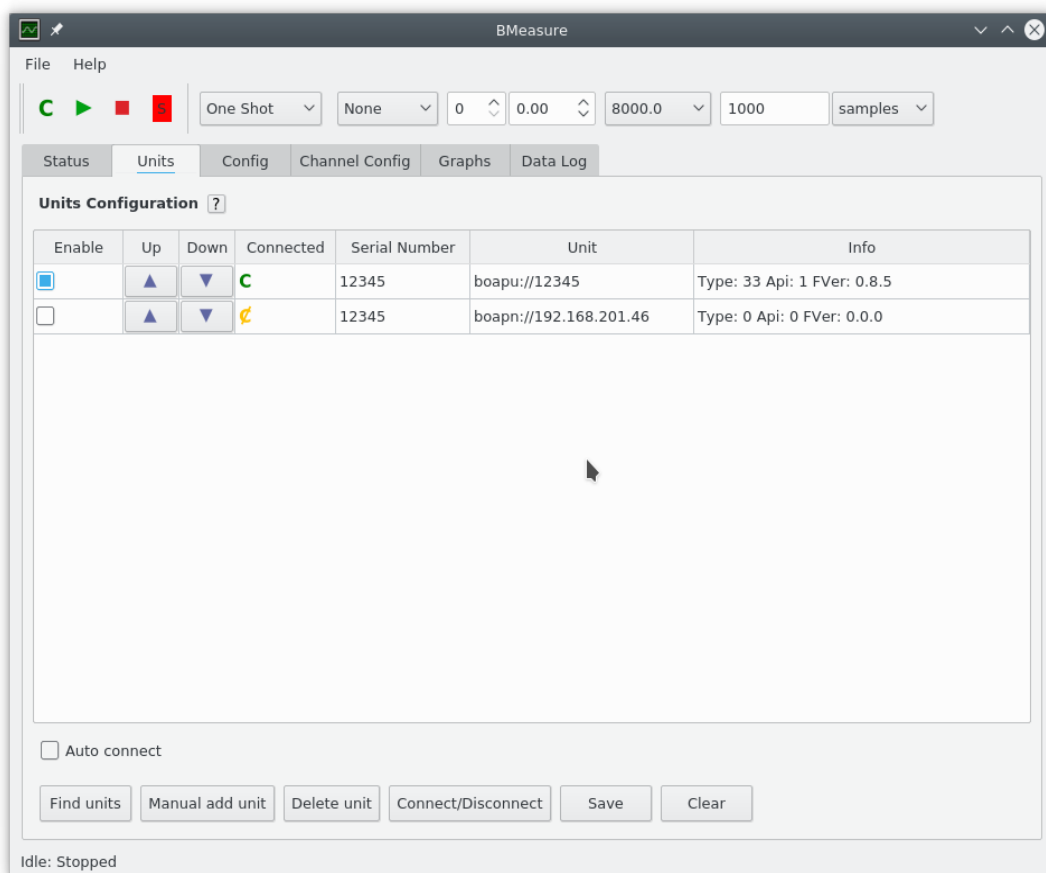 BMeasure
File Help
C S One Shot None 0 0.00 8000.0 1000 samples
Status Units Config Channel Config Graphs Data Log
Units Configuration ?
Enable Up Down Connected Serial Number Unit Info
C 12345 boapu://12345 Type: 33 Api: 1 FVer: 0.8.5
₡ 12345 boapn://192.168.201.46 Type: 0 Api: 0 FVer: 0.0.0
Auto connect
Find units Manual add unit Delete unit Connect/Disconnect Save Clear
Idle: Stopped